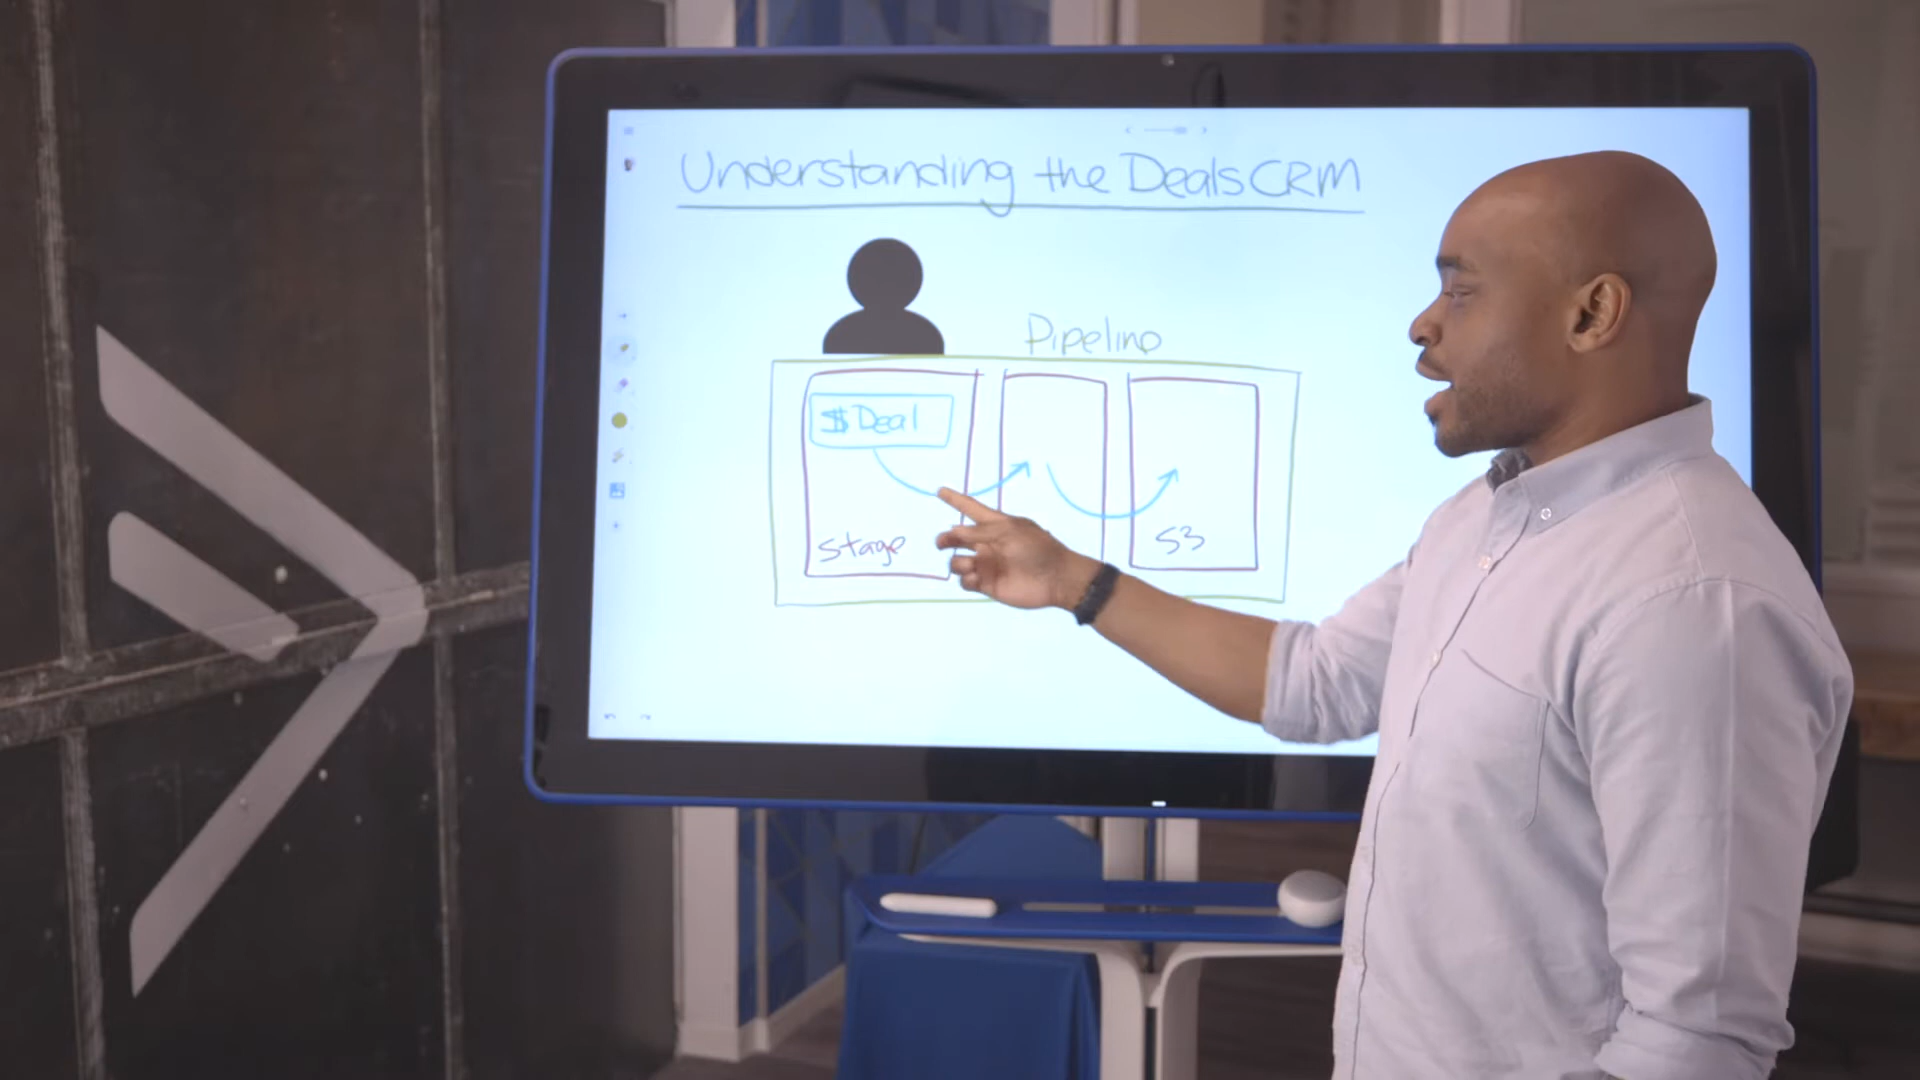 Understanding the Deals CRM
Pipeline
$ Deal
Stage
S3